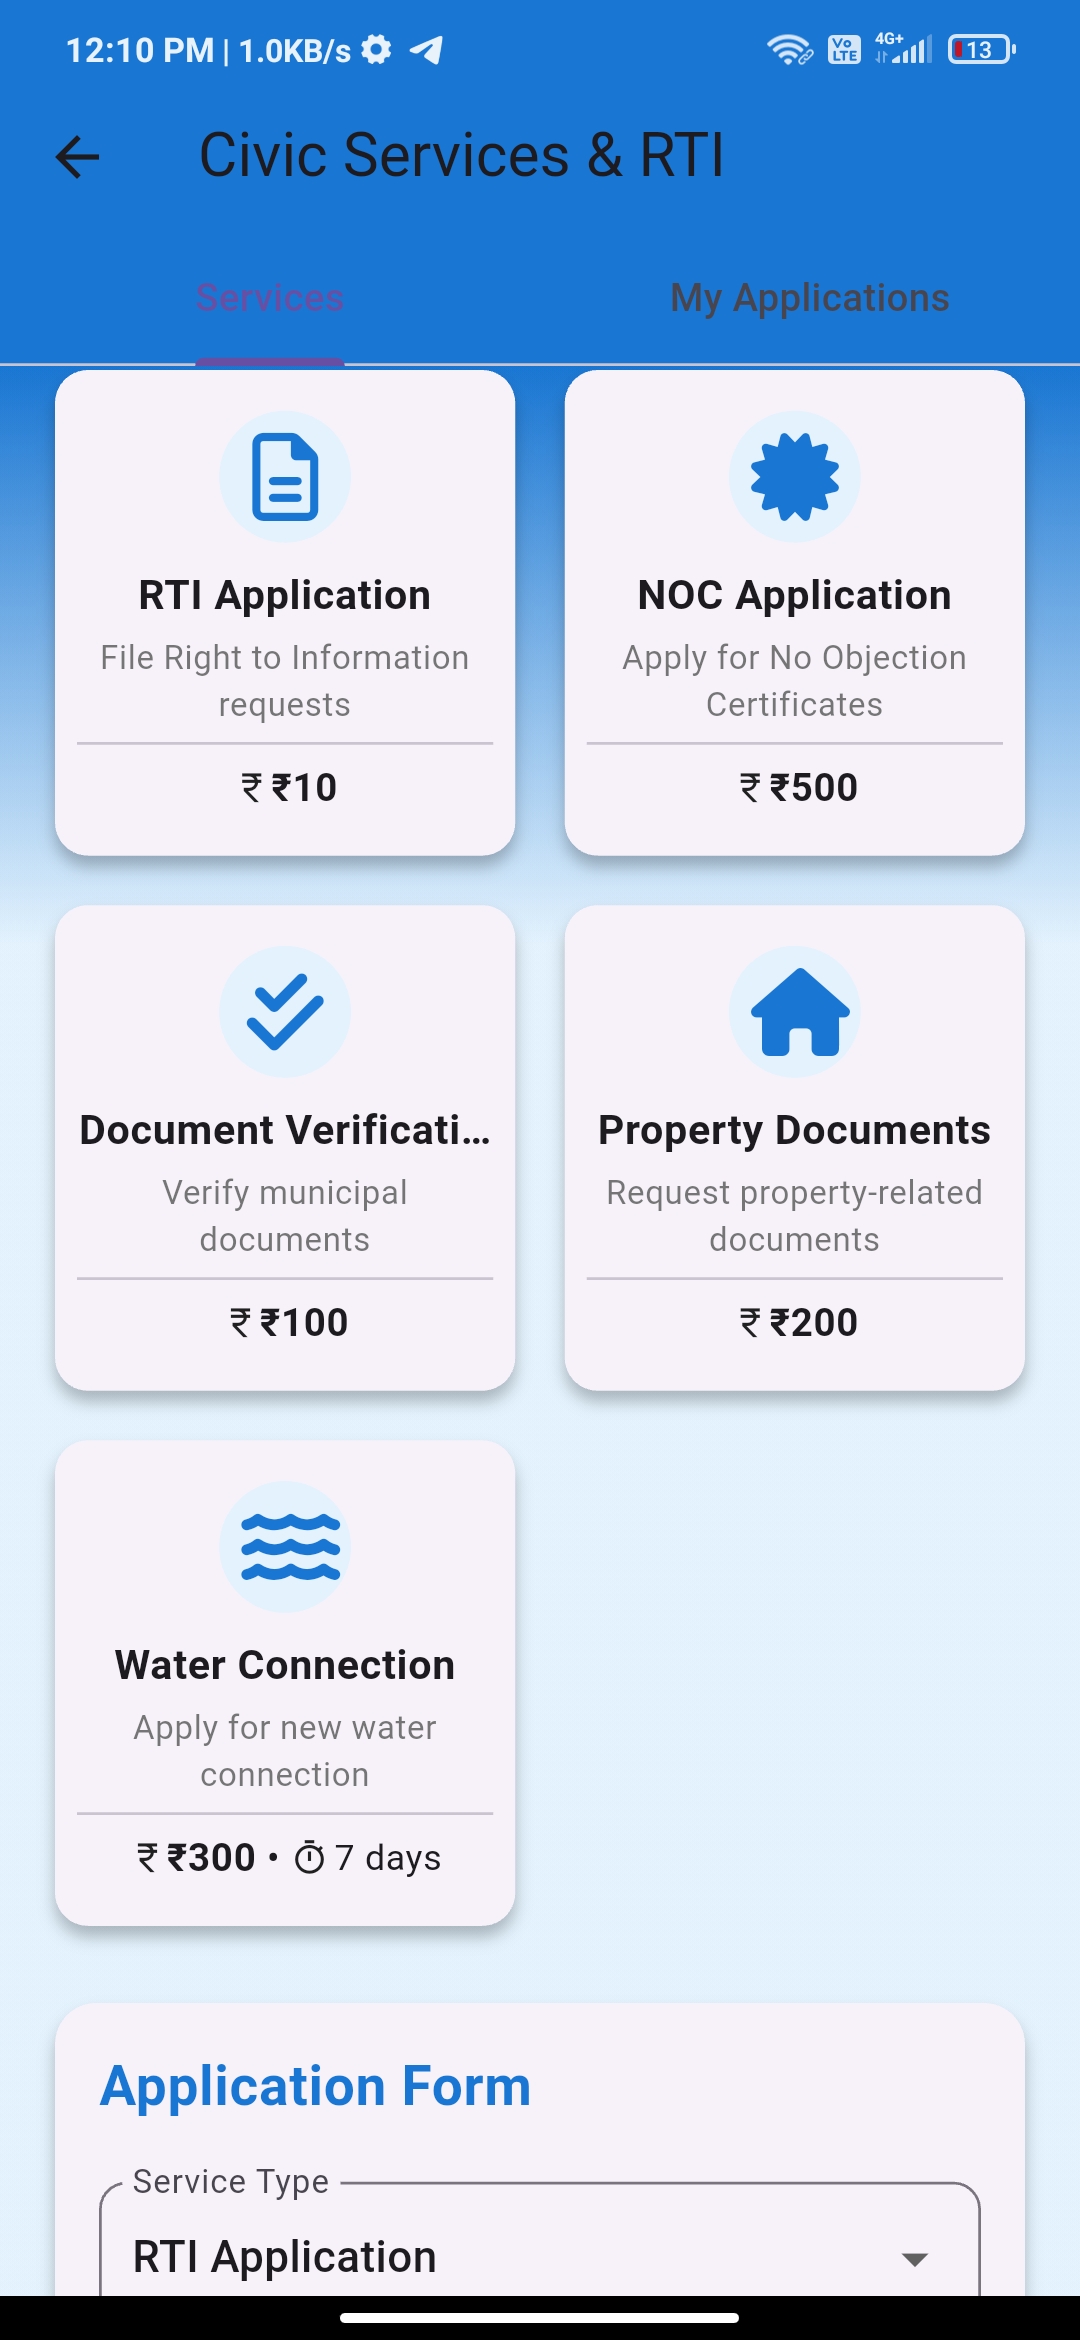 12:10 PM | 1.0KB/s
Vo LTE
4G+
13
Civic Services & RTI
Services
My Applications
RTI Application
File Right to Information
requests
₹ ₹10
NOC Application
Apply for No Objection
Certificates
₹ ₹500
Document Verificati...
Verify municipal
documents
₹ ₹100
Property Documents
Request property-related
documents
₹ ₹200
Water Connection
Apply for new water
connection
₹ ₹300 • 7 days
Application Form
Service Type
RTI Application